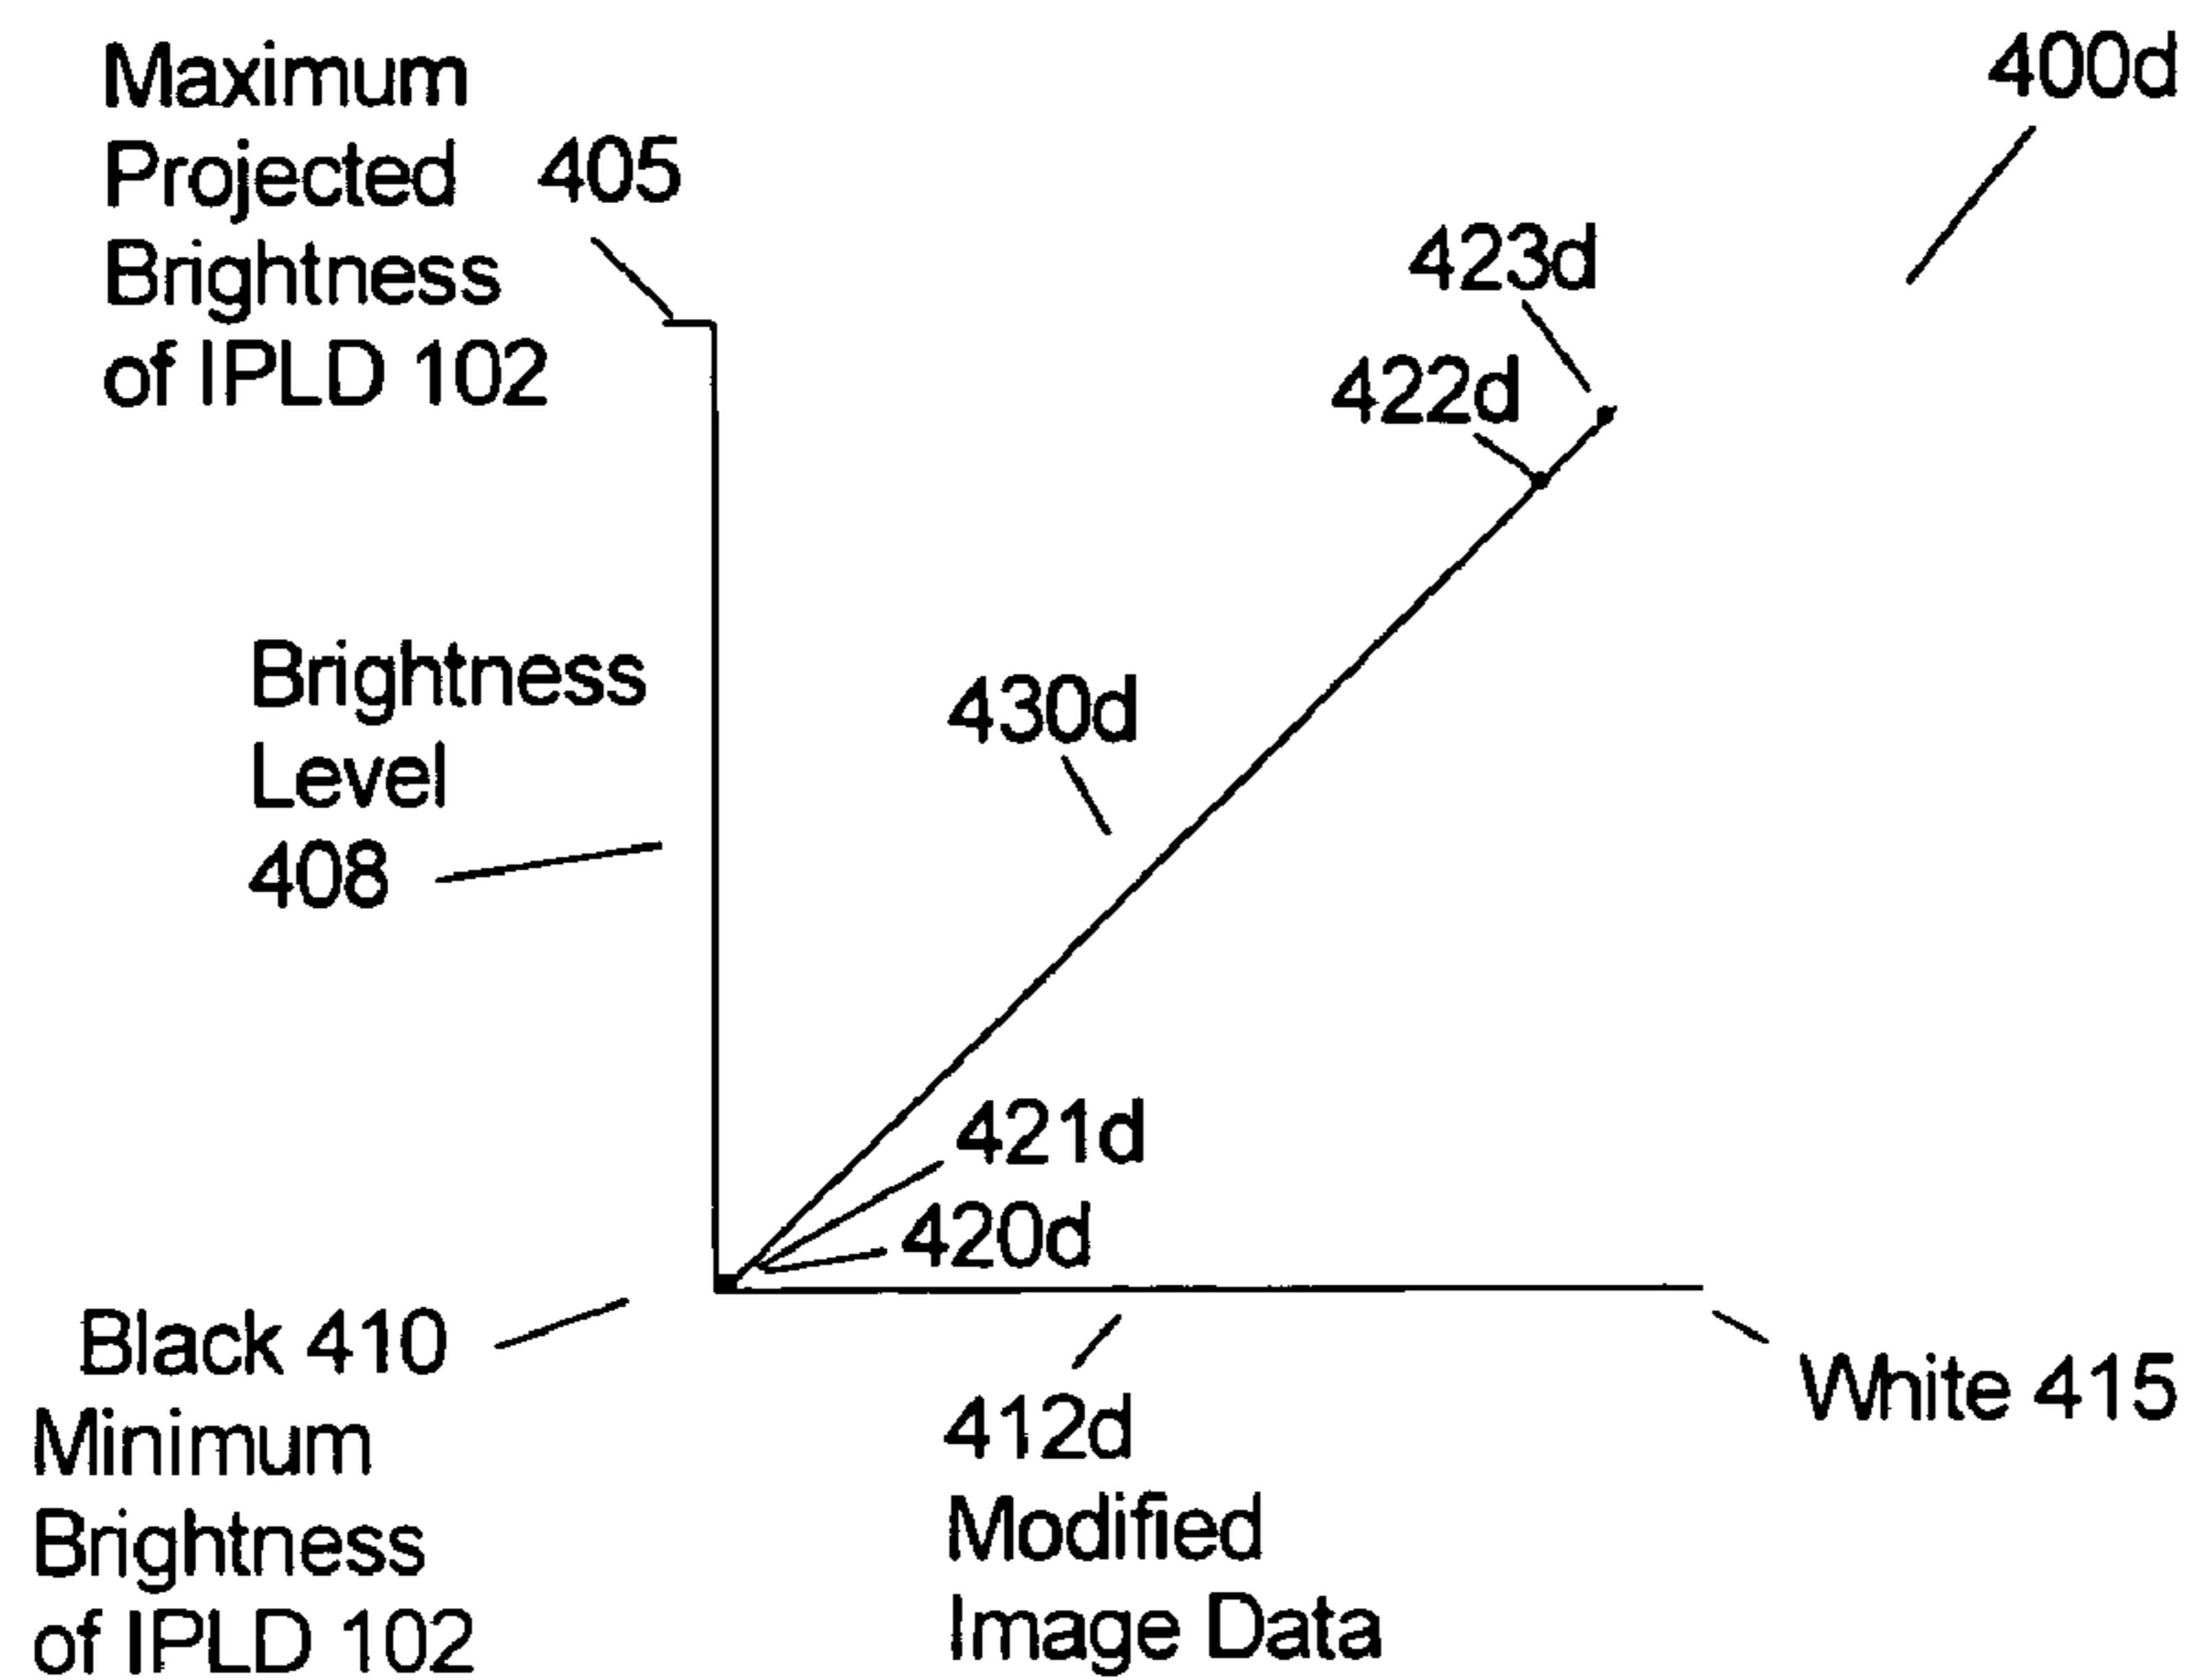 Maximum
Projected 405
Brightness
of IPLD 102
400d
423d
422d
Brightness
Level
408
430d
421d
420d
Black 410
Minimum
Brightness
of IPLD 102
412d
Modified
Image Data
White 415